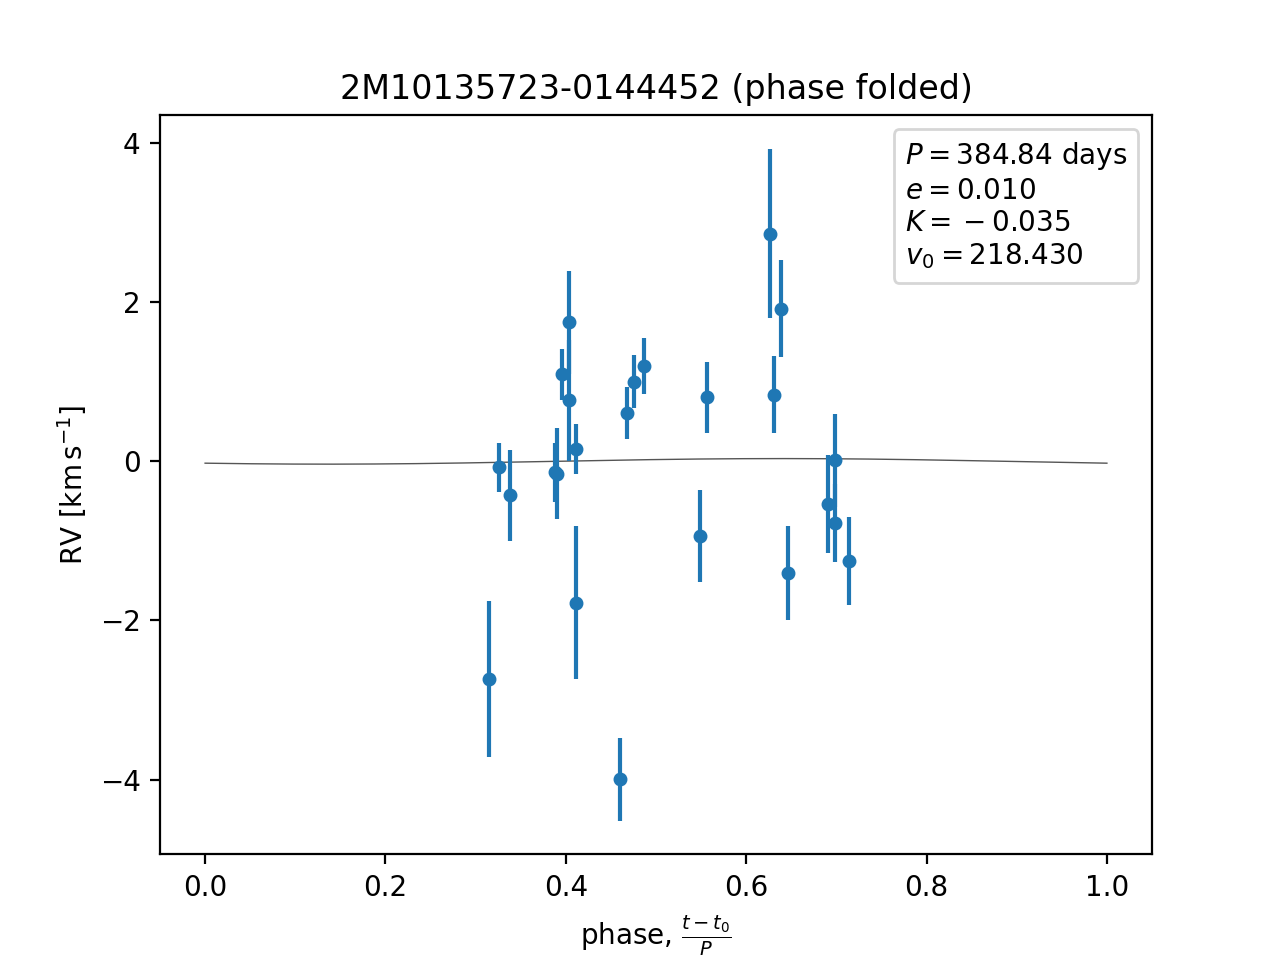 2M10135723-0144452 (phase folded)
P = 384.84 days
e = 0.010
K = −0.035
v₀ = 218.430
4
2
0
−2
−4
RV [km s⁻¹]
0.0 0.2 0.4 0.6 0.8 1.0
phase, (t − t₀)/P